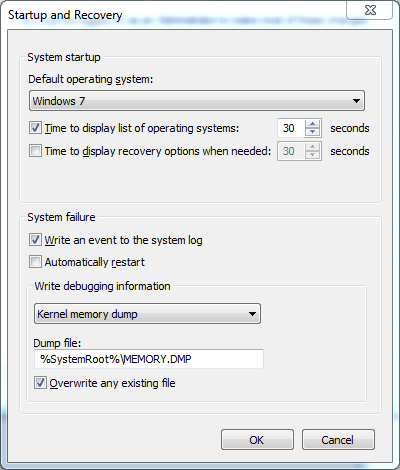 Startup and Recovery
System startup
Default operating system:
Windows 7
Time to display list of operating systems: 30 seconds
Time to display recovery options when needed: 30 seconds
System failure
Write an event to the system log
Automatically restart
Write debugging information
Kernel memory dump
Dump file:
%SystemRoot%\MEMORY.DMP
Overwrite any existing file
OK Cancel